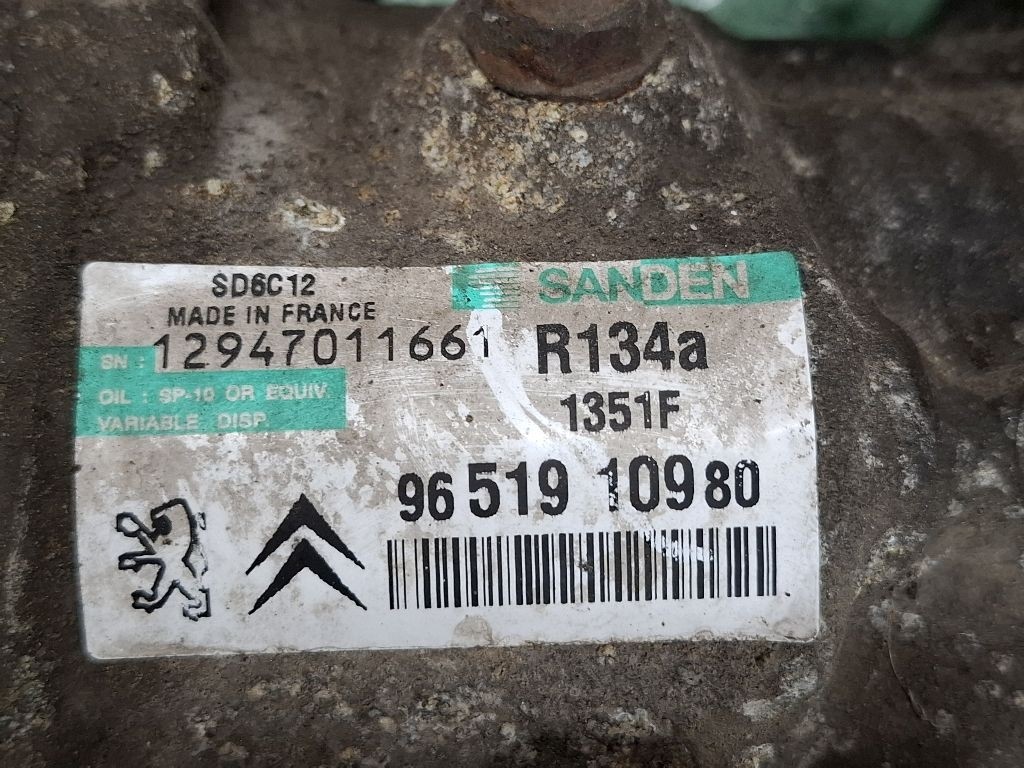 SD6C12
MADE IN FRANCE
SN : 12947011661
OIL : SP-10 OR EQUIV.
VARIABLE DISP.
SANDEN
R134a
1351F
96 519 109 80